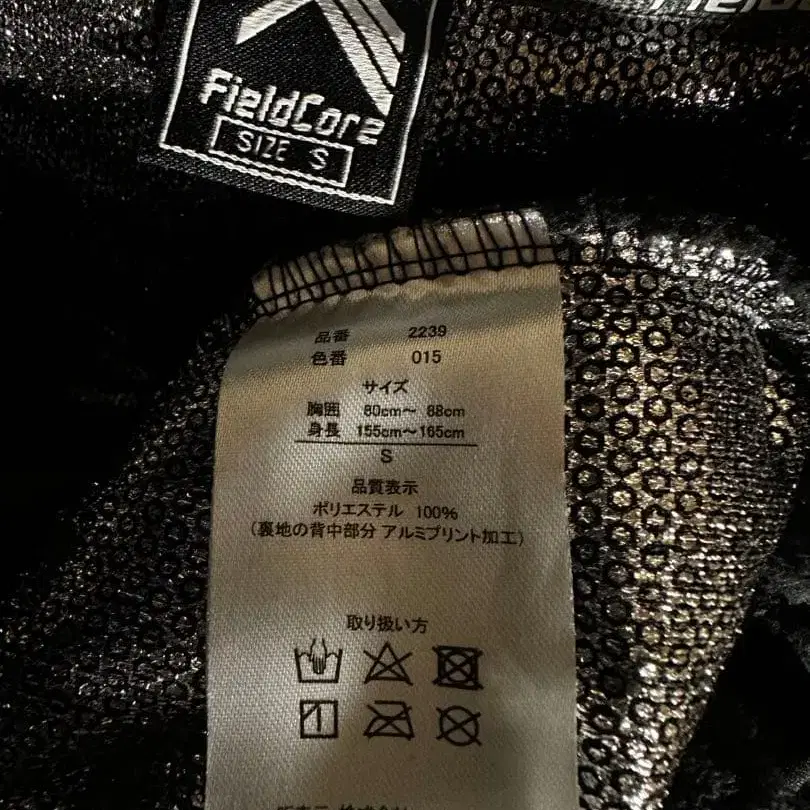 FieldCore
SIZE S
品番 2239
色番 015
サイズ
胸囲 80cm～ 88cm
身長 155cm～165cm
S
品質表示
ポリエステル 100%
(裏地の背中部分 アルミプリント加工)
取り扱い方